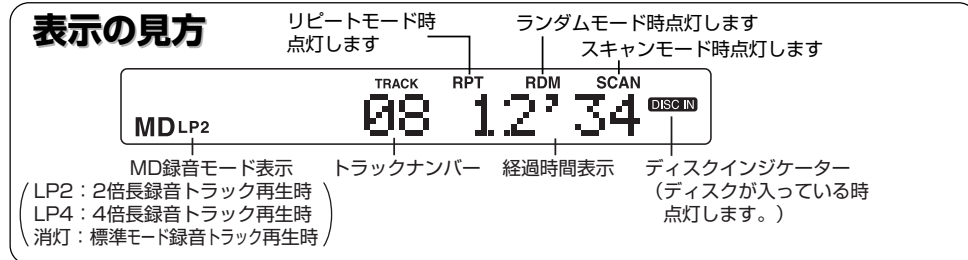 表示の見方
リピートモード時
点灯します
ランダムモード時点灯します
スキャンモード時点灯します
TRACK RPT RDM SCAN
MD LP2 08 12'34 DISC IN
MD録音モード表示
LP2：2倍長録音トラック再生時
LP4：4倍長録音トラック再生時
消灯：標準モード録音トラック再生時
トラックナンバー
経過時間表示
ディスクインジケーター
（ディスクが入っている時
点灯します。）